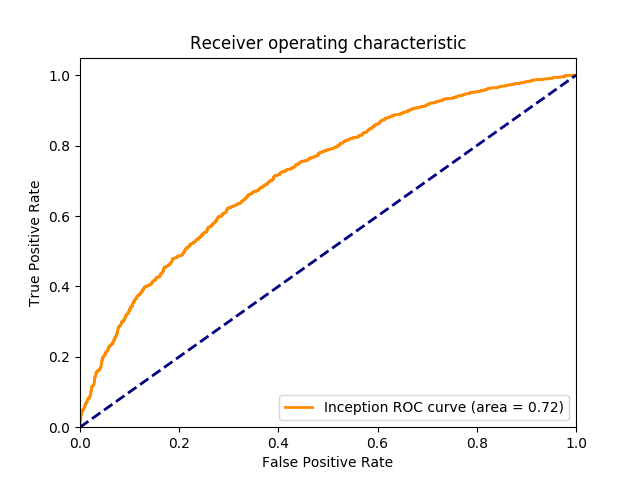 Receiver operating characteristic
True Positive Rate
1.0
0.8
0.6
0.4
0.2
0.0
Inception ROC curve (area = 0.72)
0.0 0.2 0.4 0.6 0.8 1.0
False Positive Rate